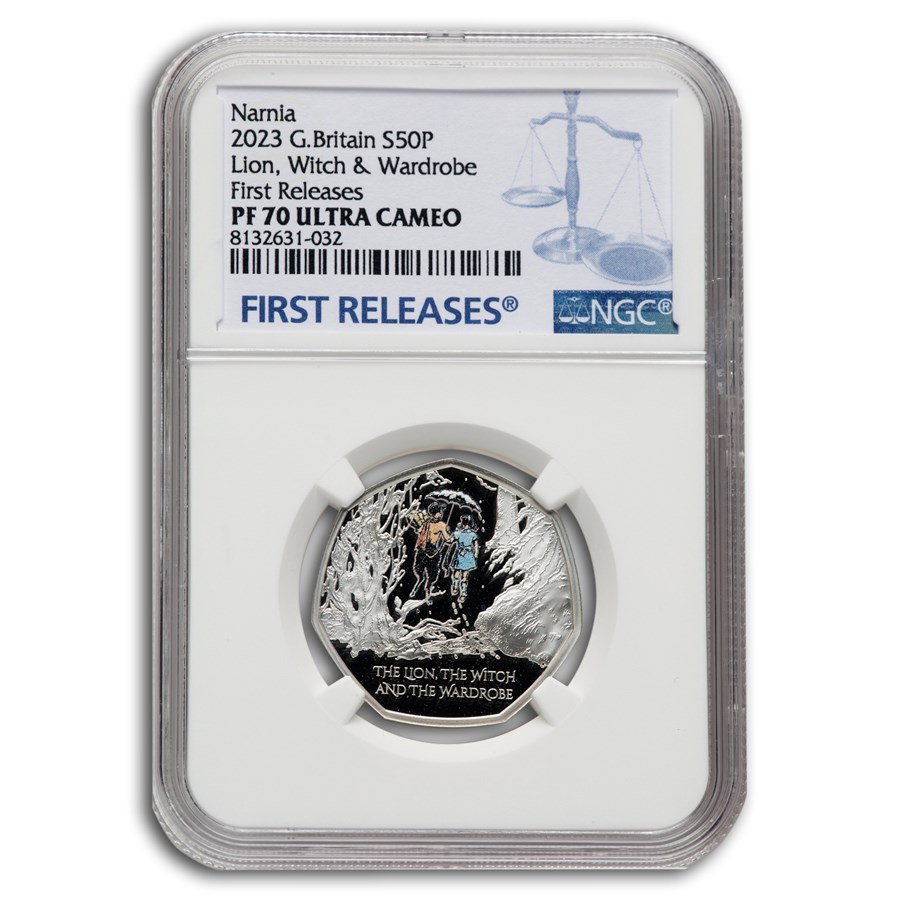 Narnia
2023 G.Britain S50P
Lion, Witch & Wardrobe
First Releases
PF 70 ULTRA CAMEO
8132631-032
FIRST RELEASES®
NGC®
THE LION, THE WITCH
AND THE WARDROBE